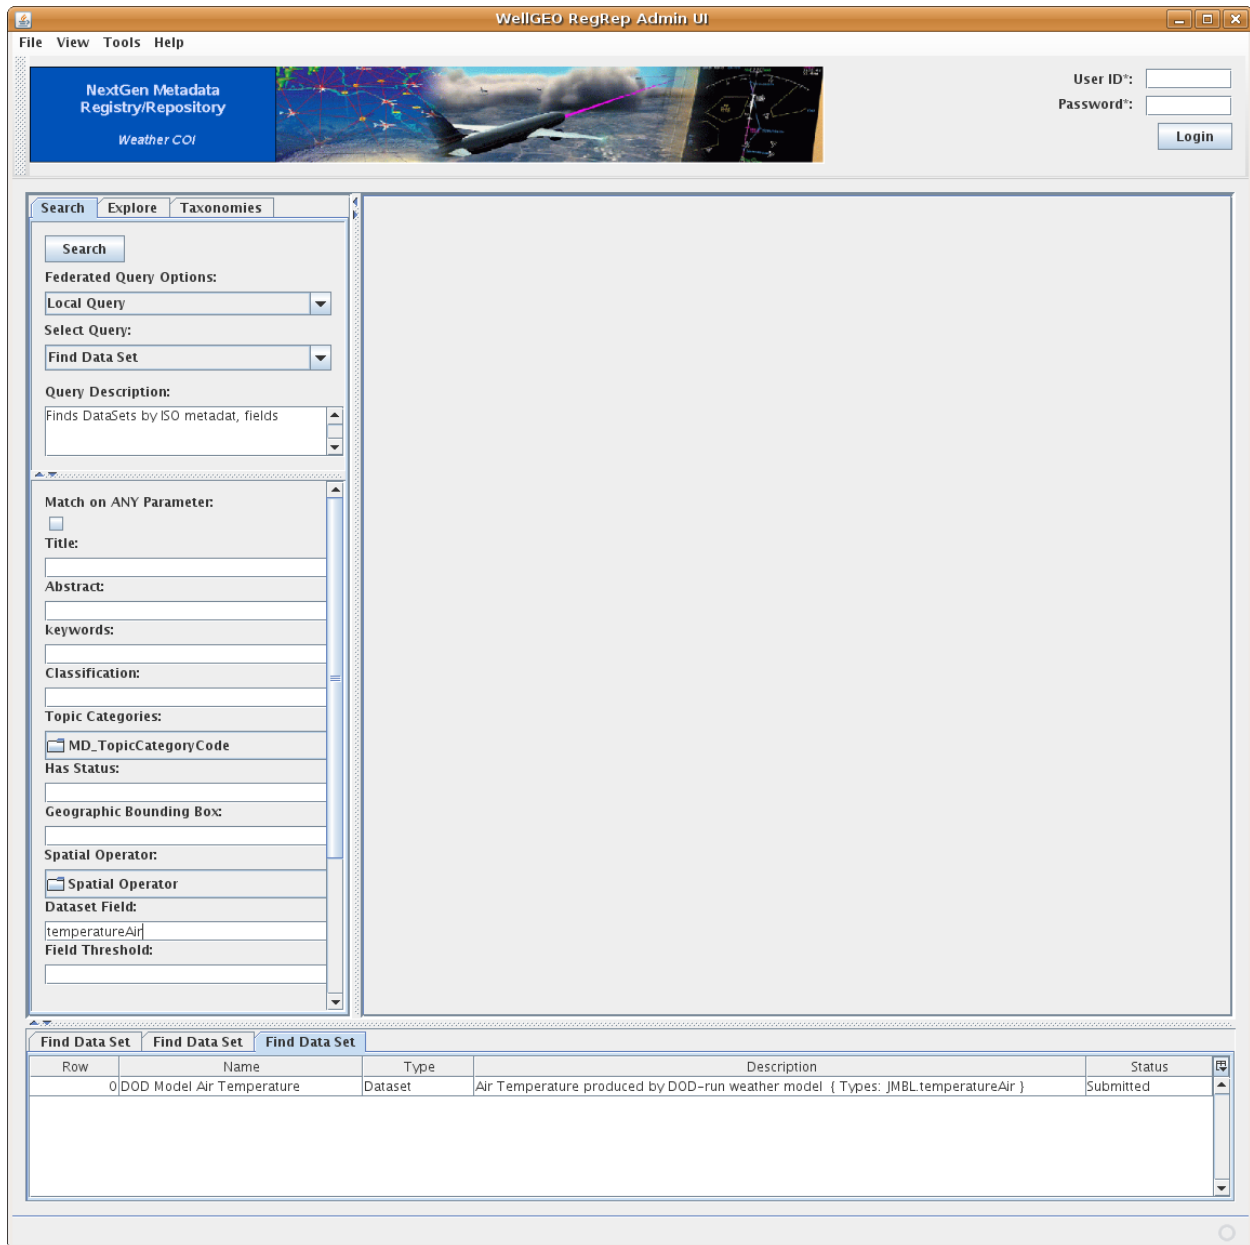 WellGEO RegRep Admin UI
File View Tools Help
NextGen Metadata
Registry/Repository
Weather COI
User ID*:
Password*:
Login
Search Explore Taxonomies
Search
Federated Query Options:
Local Query
Select Query:
Find Data Set
Query Description:
Finds DataSets by ISO metadat, fields
Match on ANY Parameter:
Title:
Abstract:
keywords:
Classification:
Topic Categories:
MD_TopicCategoryCode
Has Status:
Geographic Bounding Box:
Spatial Operator:
Spatial Operator
Dataset Field:
temperatureAir
Field Threshold:
Find Data Set Find Data Set Find Data Set
Row Name Type Description Status
0 DOD Model Air Temperature Dataset Air Temperature produced by DOD-run weather model { Types: JMBL.temperatureAir } Submitted